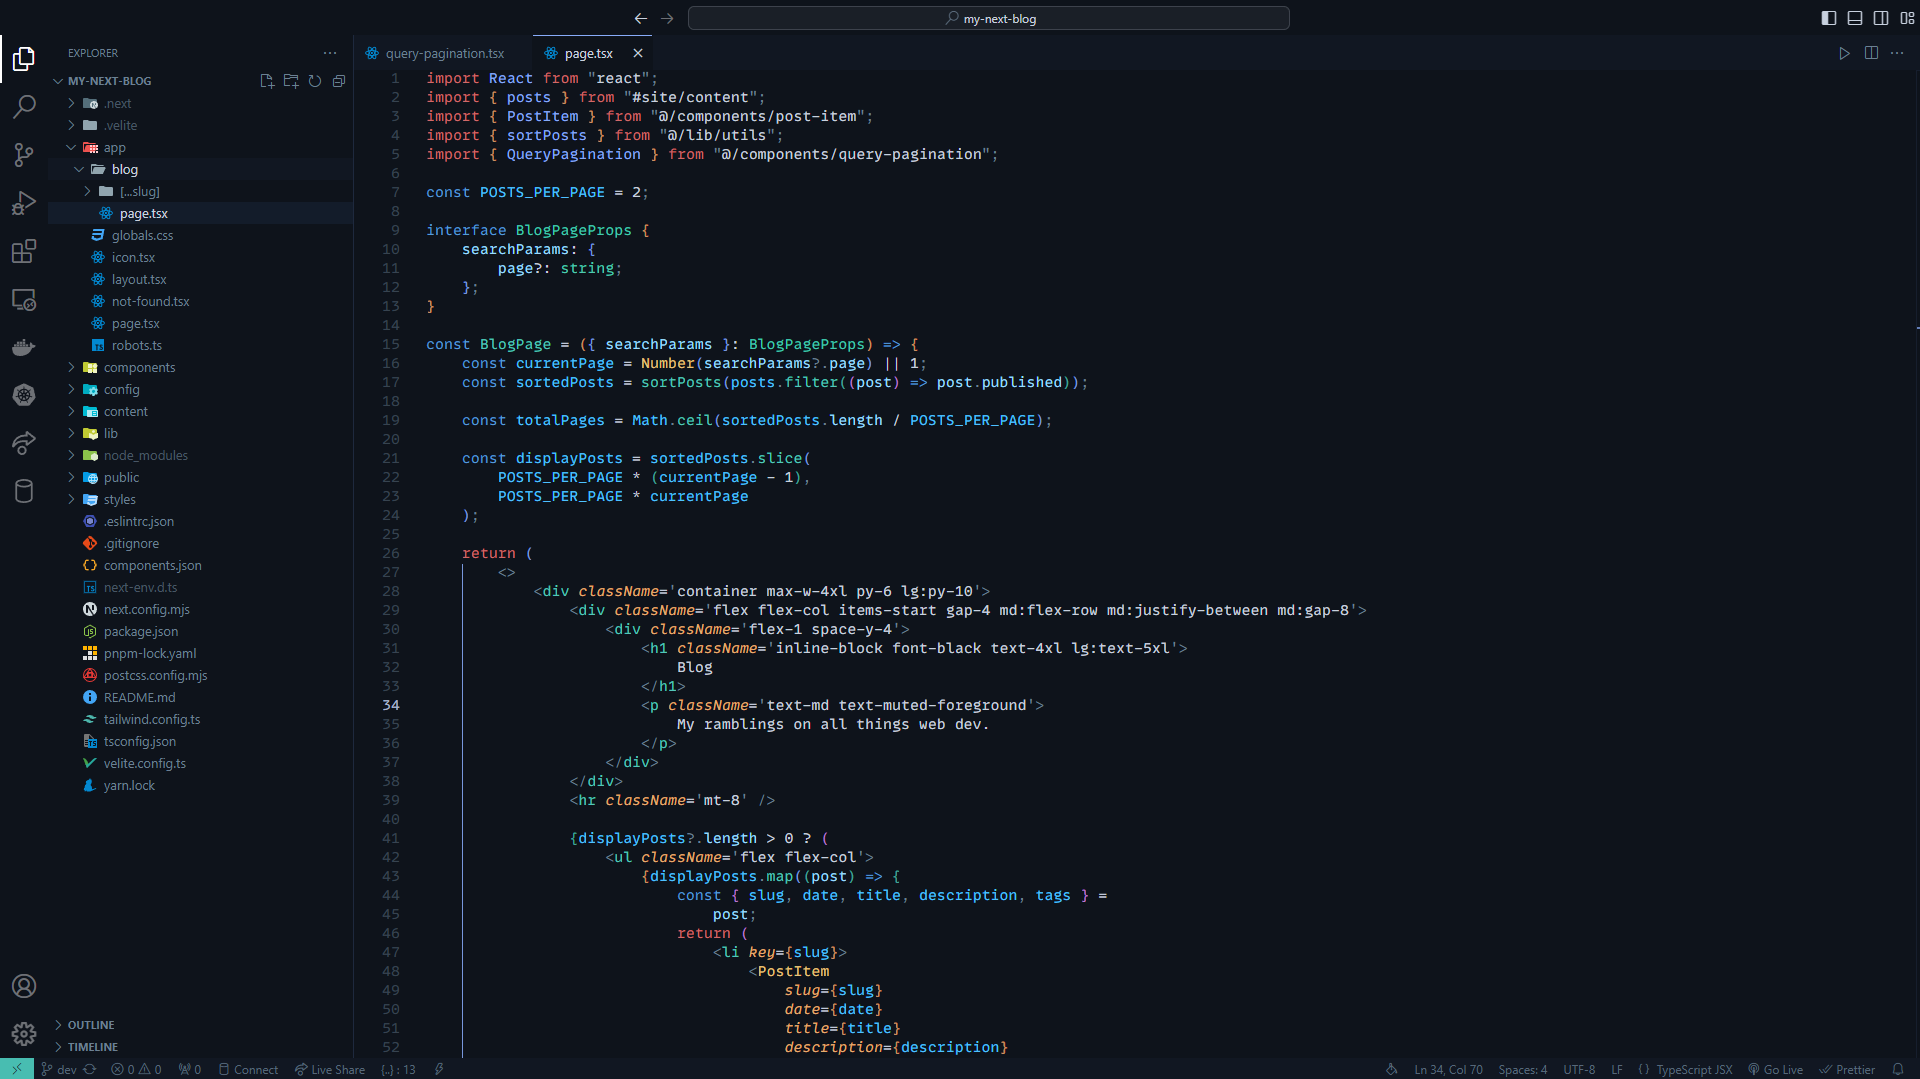 my-next-blog
EXPLORER
MY-NEXT-BLOG
.next
.velite
app
blog
[...slug]
page.tsx
globals.css
icon.tsx
layout.tsx
not-found.tsx
page.tsx
robots.ts
components
config
content
lib
node_modules
public
styles
.eslintrc.json
.gitignore
components.json
next-env.d.ts
next.config.mjs
package.json
pnpm-lock.yaml
postcss.config.mjs
README.md
tailwind.config.ts
tsconfig.json
velite.config.ts
yarn.lock
OUTLINE
TIMELINE
query-pagination.tsx
page.tsx
1 import React from "react";
2 import { posts } from "#site/content";
3 import { PostItem } from "@/components/post-item";
4 import { sortPosts } from "@/lib/utils";
5 import { QueryPagination } from "@/components/query-pagination";
6
7 const POSTS_PER_PAGE = 2;
8
9 interface BlogPageProps {
10     searchParams: {
11         page?: string;
12     };
13 }
14
15 const BlogPage = ({ searchParams }: BlogPageProps) => {
16     const currentPage = Number(searchParams?.page) || 1;
17     const sortedPosts = sortPosts(posts.filter((post) => post.published));
18
19     const totalPages = Math.ceil(sortedPosts.length / POSTS_PER_PAGE);
20
21     const displayPosts = sortedPosts.slice(
22         POSTS_PER_PAGE * (currentPage - 1),
23         POSTS_PER_PAGE * currentPage
24     );
25
26     return (
27         <>
28             <div className='container max-w-4xl py-6 lg:py-10'>
29                 <div className='flex flex-col items-start gap-4 md:flex-row md:justify-between md:gap-8'>
30                     <div className='flex-1 space-y-4'>
31                         <h1 className='inline-block font-black text-4xl lg:text-5xl'>
32                             Blog
33                         </h1>
34                         <p className='text-md text-muted-foreground'>
35                             My ramblings on all things web dev.
36                         </p>
37                     </div>
38                 </div>
39                 <hr className='mt-8' />
40
41                 {displayPosts?.length > 0 ? (
42                     <ul className='flex flex-col'>
43                         {displayPosts.map((post) => {
44                             const { slug, date, title, description, tags } =
45                                 post;
46                             return (
47                                 <li key={slug}>
48                                     <PostItem
49                                         slug={slug}
50                                         date={date}
51                                         title={title}
52                                         description={description}
dev 0 0 0 Connect Live Share {..} : 13 Ln 34, Col 70 Spaces: 4 UTF-8 LF { } TypeScript JSX Go Live Prettier